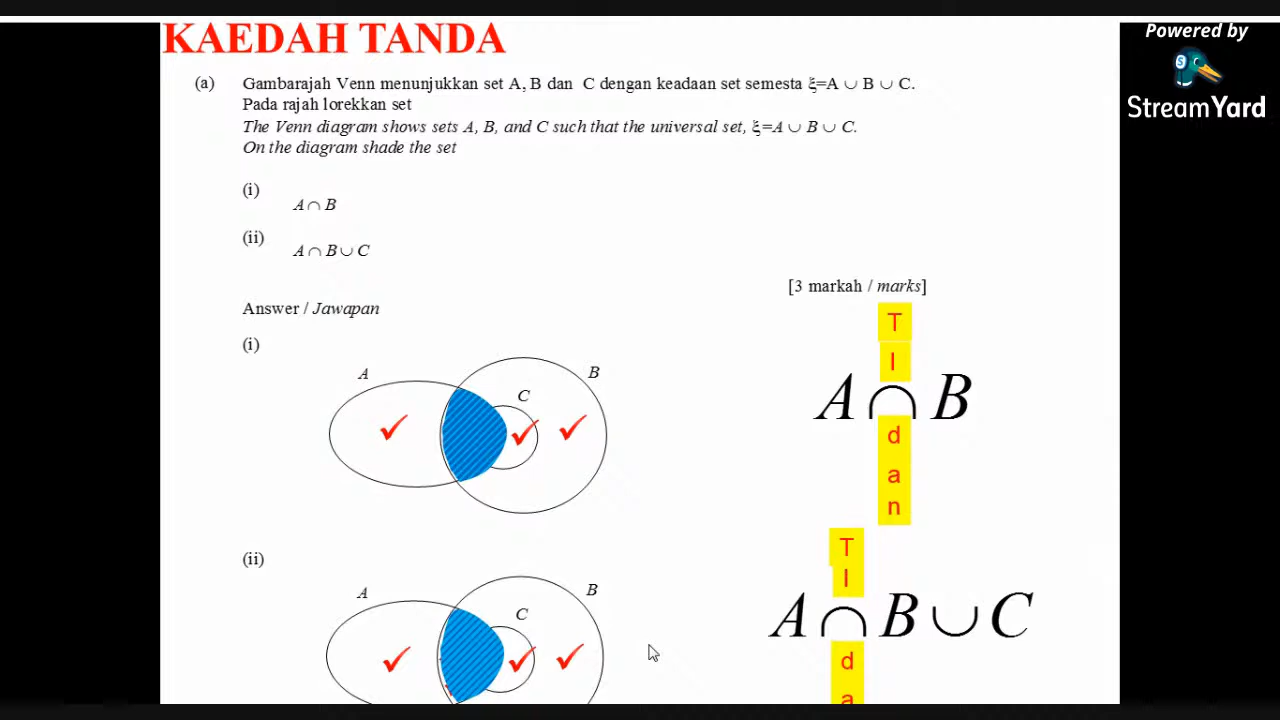 KAEDAH TANDA
Powered by
StreamYard
(a) Gambarajah Venn menunjukkan set A, B dan C dengan keadaan set semesta ξ=A ∪ B ∪ C.
Pada rajah lorekkan set
The Venn diagram shows sets A, B, and C such that the universal set, ξ=A ∪ B ∪ C.
On the diagram shade the set
(i)
A∩B
(ii)
A∩B∪C
[3 markah / marks]
Answer / Jawapan
(i)
A
B
C
T
I
A∩B
d
a
n
(ii)
A
B
C
T
I
A∩B∪C
d
a